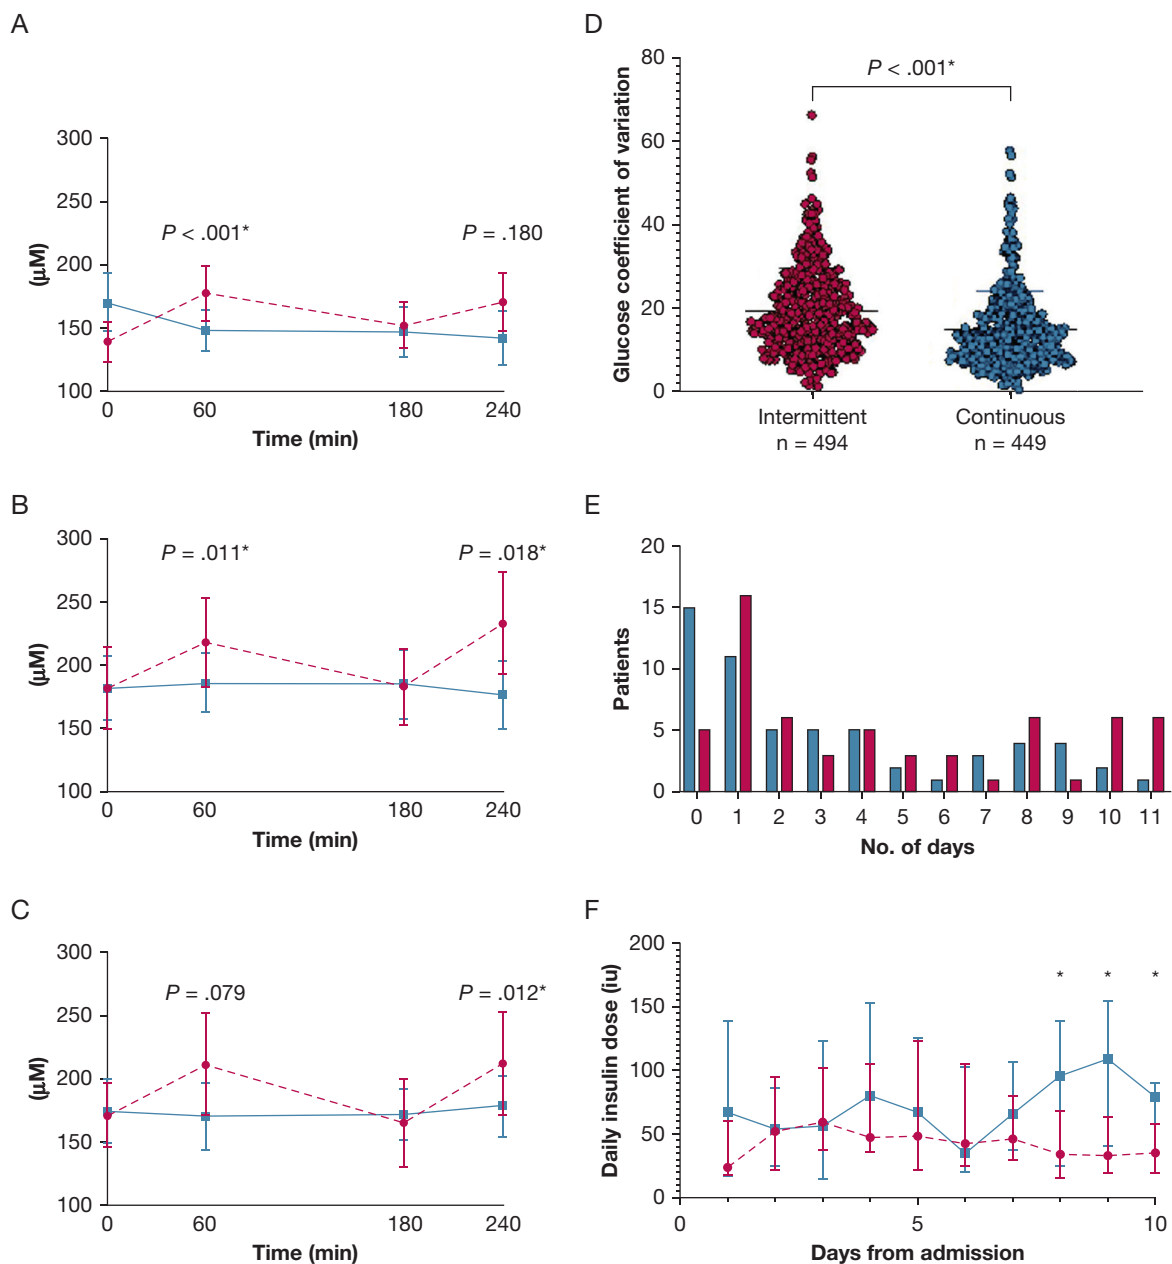 A
300
250
200
150
100
(μM)
P < .001*
P = .180
0
60
180
240
Time (min)
B
300
250
200
150
100
(μM)
P = .011*
P = .018*
0
60
180
240
Time (min)
C
300
250
200
150
100
(μM)
P = .079
P = .012*
0
60
180
240
Time (min)
D
80
60
40
20
0
Glucose coefficient of variation
P < .001*
Intermittent
n = 494
Continuous
n = 449
E
20
15
10
5
0
Patients
0 1 2 3 4 5 6 7 8 9 10 11
No. of days
F
200
150
100
50
0
Daily insulin dose (iu)
* * *
0 5 10
Days from admission